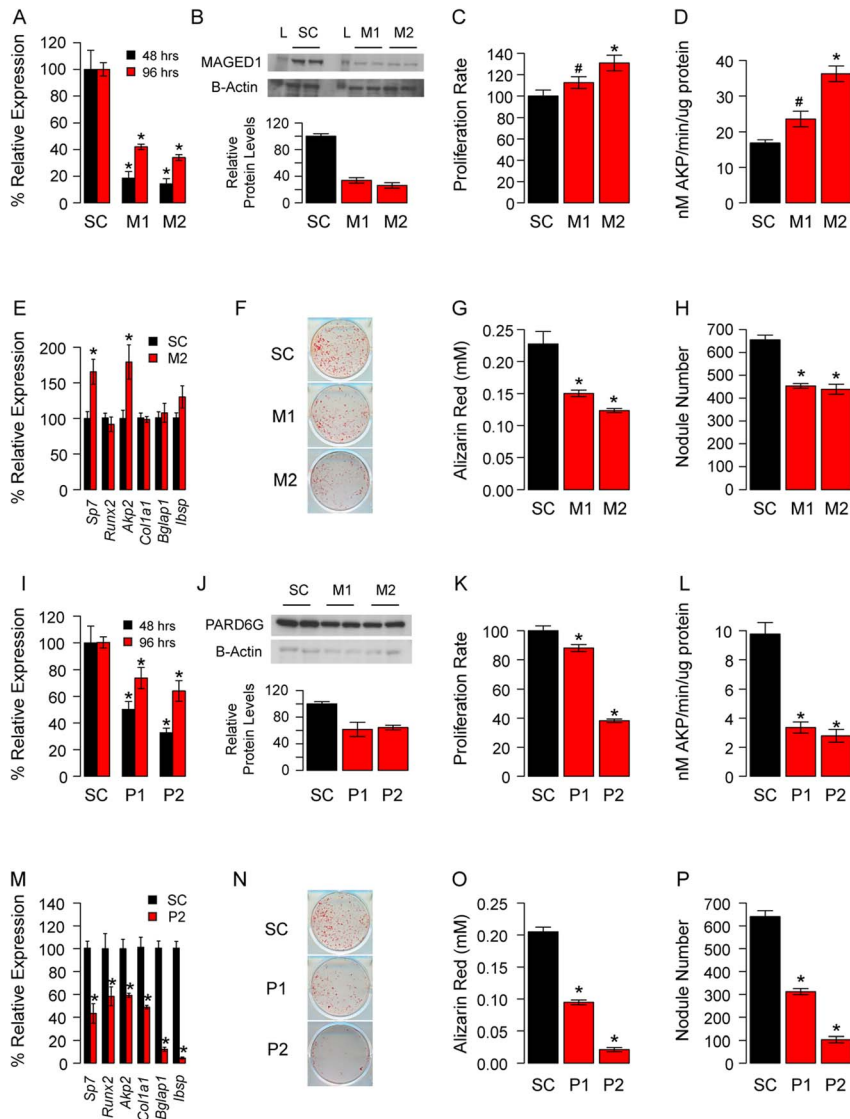 A
% Relative Expression
140
120
100
80
60
40
20
0
48 hrs
96 hrs
* * * *
SC M1 M2
B
L SC L M1 M2
MAGED1
B-Actin
Relative
Protein Levels
120
80
40
0
SC M1 M2
C
Proliferation Rate
140
120
100
80
60
40
20
0
# *
SC M1 M2
D
nM AKP/min/ug protein
40
30
20
10
0
# *
SC M1 M2
E
% Relative Expression
200
150
100
50
0
SC
M2
* *
Sp7 Runx2 Akp2 Col1a1 Bglap1 Ibsp
F
SC
M1
M2
G
Alizarin Red (mM)
0.25
0.20
0.15
0.10
0.05
0.00
* *
SC M1 M2
H
Nodule Number
700
600
500
400
300
200
100
0
* *
SC M1 M2
I
% Relative Expression
120
100
80
60
40
20
0
48 hrs
96 hrs
* * * *
SC P1 P2
J
SC M1 M2
PARD6G
B-Actin
Relative
Protein Levels
120
80
40
0
SC P1 P2
K
Proliferation Rate
100
80
60
40
20
0
* *
SC P1 P2
L
nM AKP/min/ug protein
10
8
6
4
2
0
* *
SC P1 P2
M
% Relative Expression
140
120
100
80
60
40
20
0
SC
P2
* * * * * *
Sp7 Runx2 Akp2 Col1a1 Bglap1 Ibsp
N
SC
P1
P2
O
Alizarin Red (mM)
0.20
0.15
0.10
0.05
0.00
* *
SC P1 P2
P
Nodule Number
700
600
500
400
300
200
100
0
* *
SC P1 P2